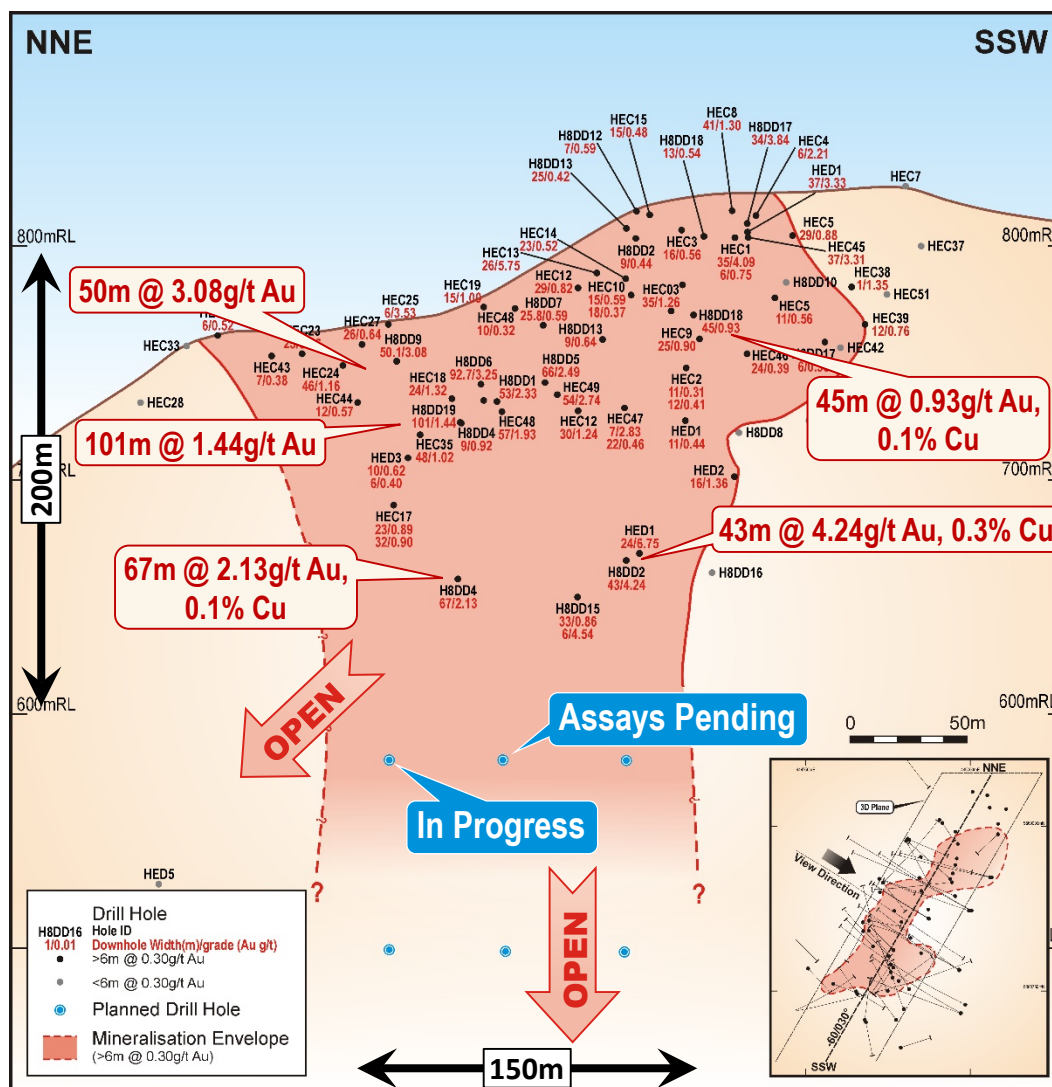 NNE
SSW
HEC15
15/0.48
HEC8
41/1.30
H8DD17
34/3.84
H8DD12
7/0.59
H8DD18
13/0.54
HEC4
6/2.21
H8DD13
25/0.42
HED1
37/3.33
HEC7
800mRL
800mRL
HEC14
23/0.52
H8DD2
9/0.44
HEC3
16/0.56
HEC1
35/4.09
6/0.75
HEC5
29/0.88
HEC45
37/3.31
HEC37
HEC13
26/5.75
HEC12
29/0.82
HEC10
15/0.59
18/0.37
HEC03
35/1.26
H8DD10
HEC38
1/1.35
HEC51
50m @ 3.08g/t Au
HEC19
15/1.00
HEC25
6/3.53
HEC48
10/0.32
H8DD7
25.8/0.59
H8DD13
9/0.64
H8DD18
45/0.93
HEC5
11/0.56
HEC39
12/0.76
6/0.52
HEC33
HEC23
HEC27
26/0.64
H8DD9
50.1/3.08
HEC9
25/0.90
HEC46
24/0.39
HEC42
HEC43
7/0.38
HEC24
46/1.16
HEC44
12/0.57
HEC18
24/1.32
H8DD6
92.7/3.25
H8DD1
53/2.33
H8DD5
66/2.49
HEC49
54/2.74
HEC2
11/0.31
12/0.41
HEC28
H8DD19
101/1.44
H8DD4
9/0.92
HEC48
57/1.93
HEC12
30/1.24
HEC47
7/2.83
22/0.46
HED1
11/0.44
H8DD8
45m @ 0.93g/t Au,
0.1% Cu
101m @ 1.44g/t Au
HEC35
48/1.02
HED3
10/0.62
6/0.40
HED2
16/1.36
700mRL
200m
HEC17
23/0.89
32/0.90
HED1
24/6.75
H8DD2
43/4.24
43m @ 4.24g/t Au, 0.3% Cu
67m @ 2.13g/t Au,
0.1% Cu
H8DD4
67/2.13
H8DD15
33/0.86
6/4.54
H8DD16
OPEN
600mRL
600mRL
Assays Pending
0 50m
In Progress
NNE
3D Plane
View Direction
-60/030°
SSW
HED5
?
?
OPEN
Drill Hole
H8DD16 Hole ID
1/0.01 Downhole Width(m)/grade (Au g/t)
>6m @ 0.30g/t Au
<6m @ 0.30g/t Au
Planned Drill Hole
Mineralisation Envelope
(>6m @ 0.30g/t Au)
150m